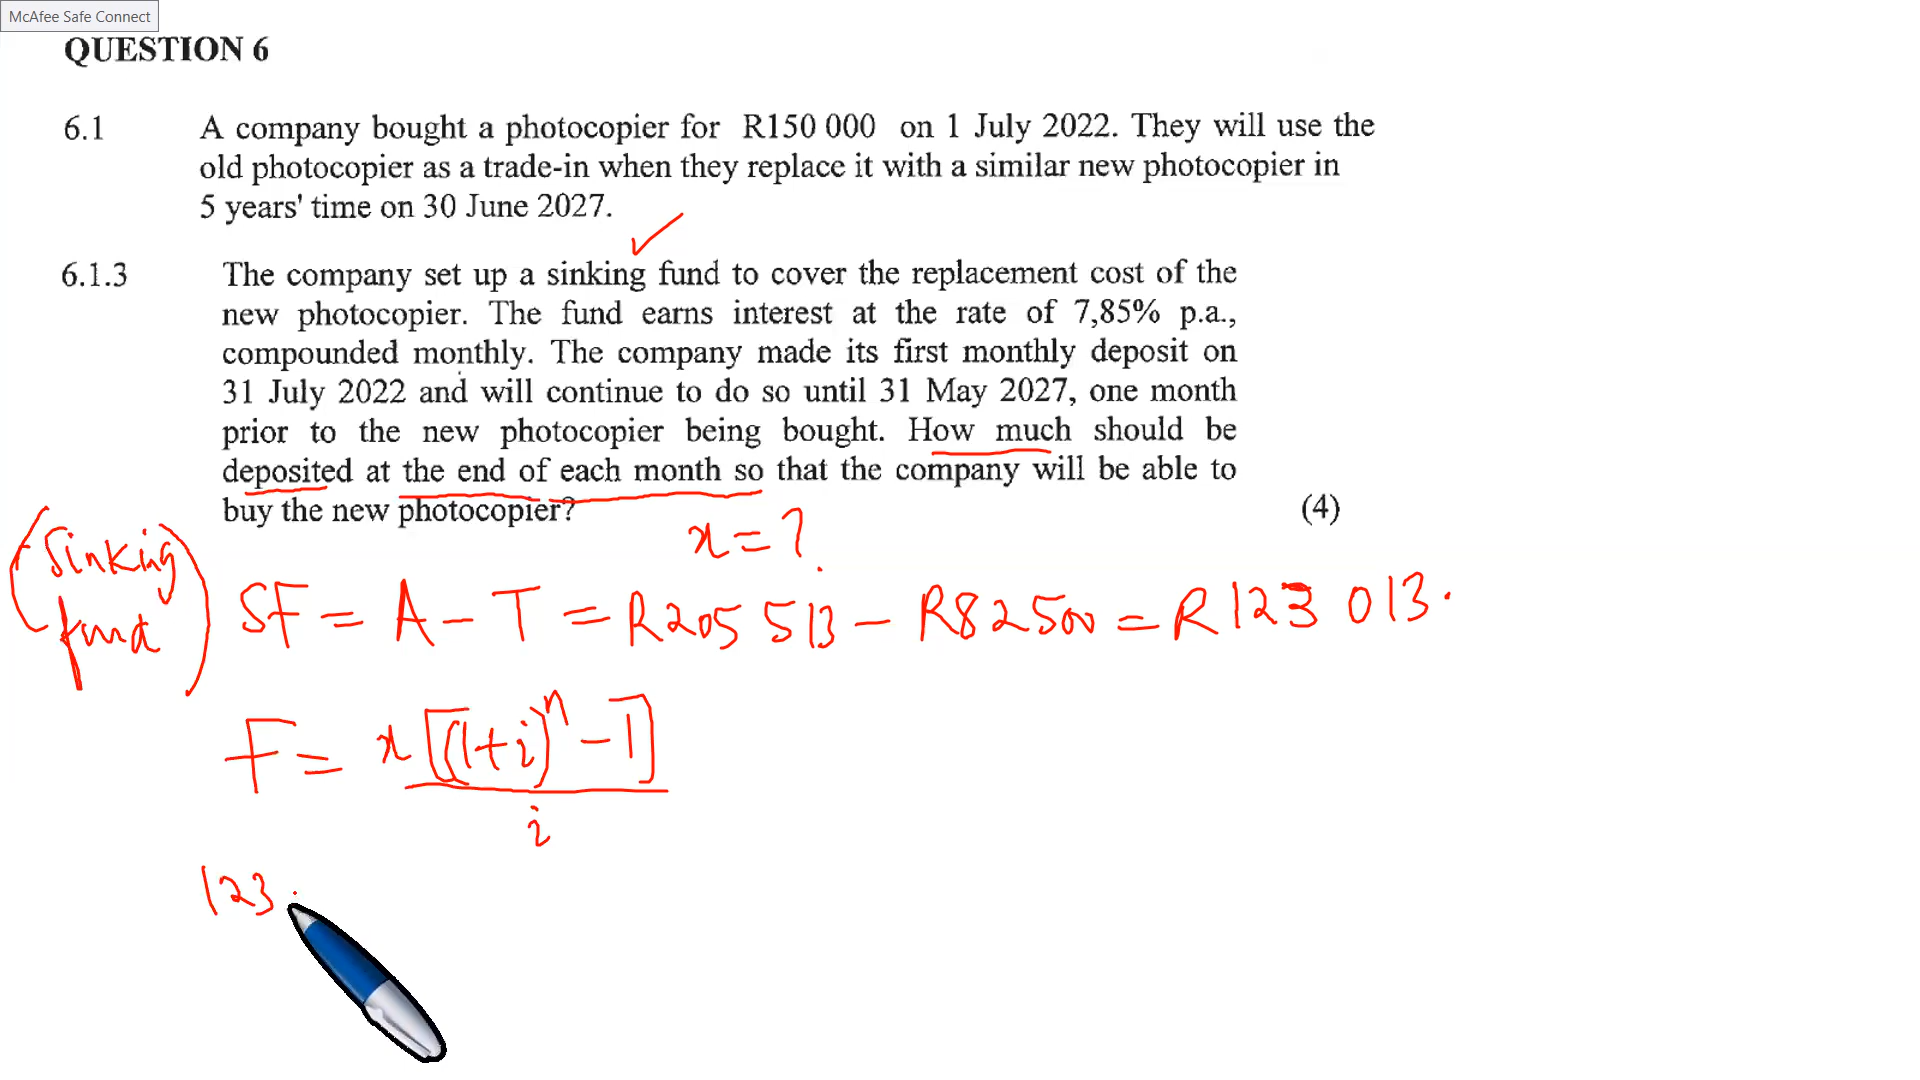 McAfee Safe Connect
QUESTION 6
6.1 A company bought a photocopier for R150 000 on 1 July 2022. They will use the
old photocopier as a trade-in when they replace it with a similar new photocopier in
5 years' time on 30 June 2027.
6.1.3 The company set up a sinking fund to cover the replacement cost of the
new photocopier. The fund earns interest at the rate of 7,85% p.a.,
compounded monthly. The company made its first monthly deposit on
31 July 2022 and will continue to do so until 31 May 2027, one month
prior to the new photocopier being bought. How much should be
deposited at the end of each month so that the company will be able to
buy the new photocopier? (4)
x = ?
(Sinking
fund)
SF = A - T = R205 513 - R82500 = R123 013.
F = x[(1+i)^n - 1]
i
123